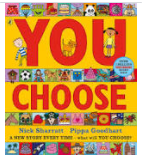 YOU
CHOOSE
Nick Sharratt Pippa Goodhart
A NEW STORY EVERY TIME – what will YOU CHOOSE?